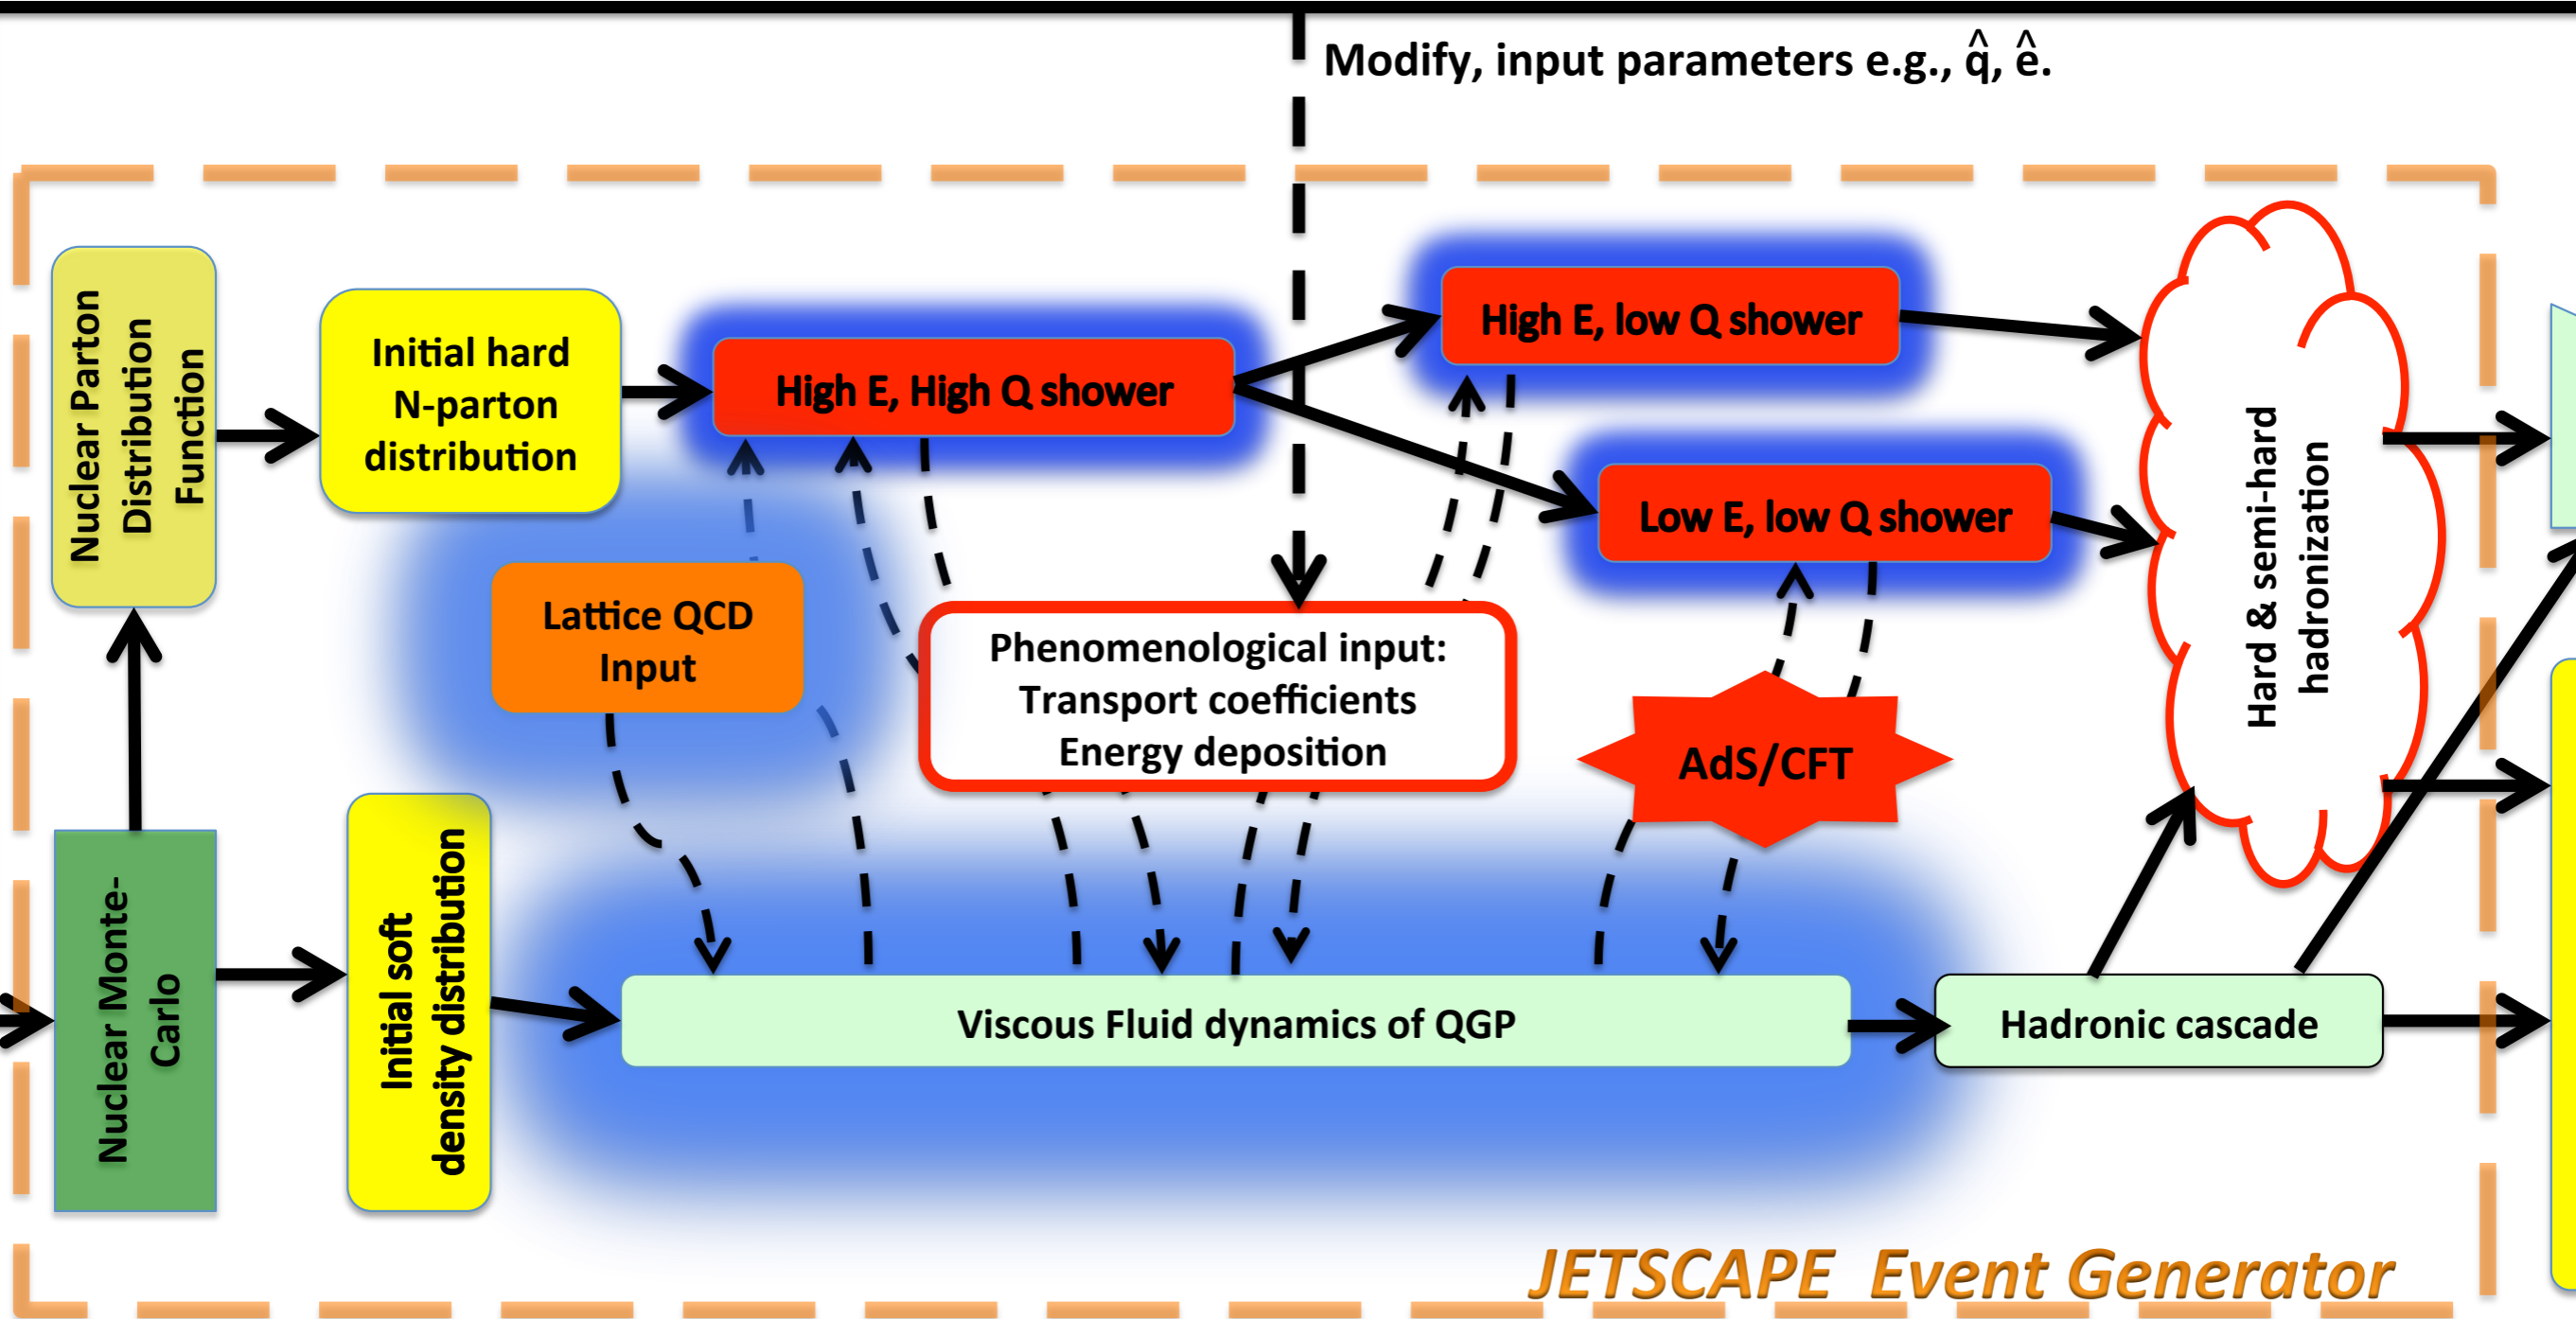 Modify, input parameters e.g., q̂, ê.
Nuclear Parton
Distribution
Function
Initial hard
N-parton
distribution
High E, High Q shower
High E, low Q shower
Low E, low Q shower
Hard & semi-hard
hadronization
Lattice QCD
Input
Phenomenological input:
Transport coefficients
Energy deposition
AdS/CFT
Nuclear Monte-
Carlo
Initial soft
density distribution
Viscous Fluid dynamics of QGP
Hadronic cascade
JETSCAPE Event Generator